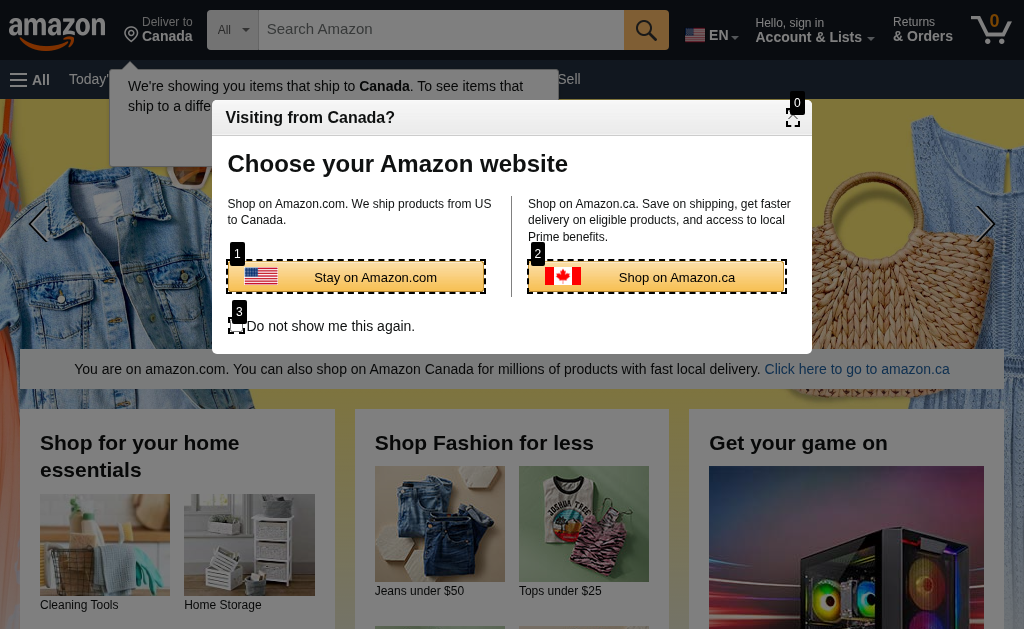 amazon
Deliver to
Canada
All
Search Amazon
EN
Hello, sign in
Account & Lists
Returns
& Orders
0
All
Today'
Sell
We're showing you items that ship to Canada. To see items that
ship to a diffe
0
Visiting from Canada?
Choose your Amazon website
Shop on Amazon.com. We ship products from US
to Canada.
Shop on Amazon.ca. Save on shipping, get faster
delivery on eligible products, and access to local
Prime benefits.
1
Stay on Amazon.com
2
Shop on Amazon.ca
3
Do not show me this again.
You are on amazon.com. You can also shop on Amazon Canada for millions of products with fast local delivery. Click here to go to amazon.ca
Shop for your home
essentials
Cleaning Tools
Home Storage
Shop Fashion for less
JOSHUA TREE
Jeans under $50
Tops under $25
Get your game on